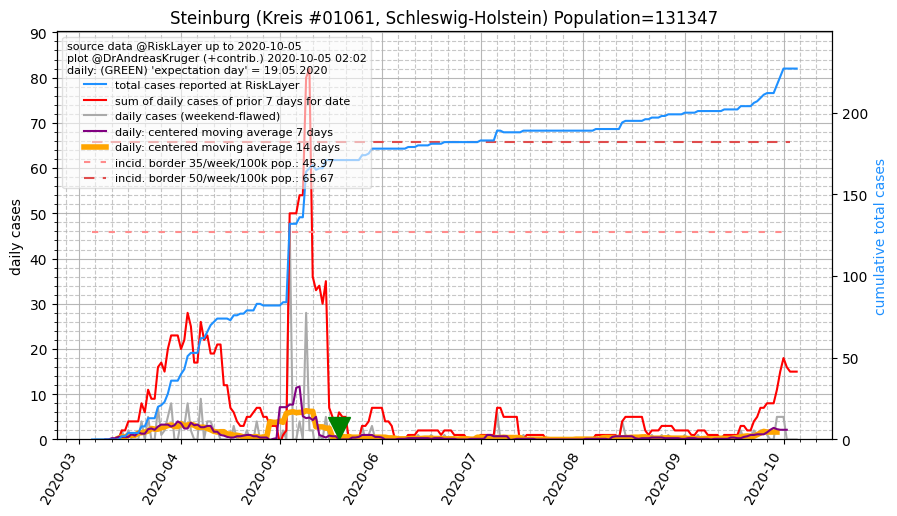 Steinburg (Kreis #01061, Schleswig-Holstein) Population=131347
source data @RiskLayer up to 2020-10-05
plot @DrAndreasKruger (+contrib.) 2020-10-05 02:02
daily: (GREEN) 'expectation day' = 19.05.2020
total cases reported at RiskLayer
sum of daily cases of prior 7 days for date
daily cases (weekend-flawed)
daily: centered moving average 7 days
daily: centered moving average 14 days
incid. border 35/week/100k pop.: 45.97
incid. border 50/week/100k pop.: 65.67
daily cases
90
80
70
60
50
40
30
20
10
0
cumulative total cases
200
150
100
50
0
2020-03
2020-04
2020-05
2020-06
2020-07
2020-08
2020-09
2020-10